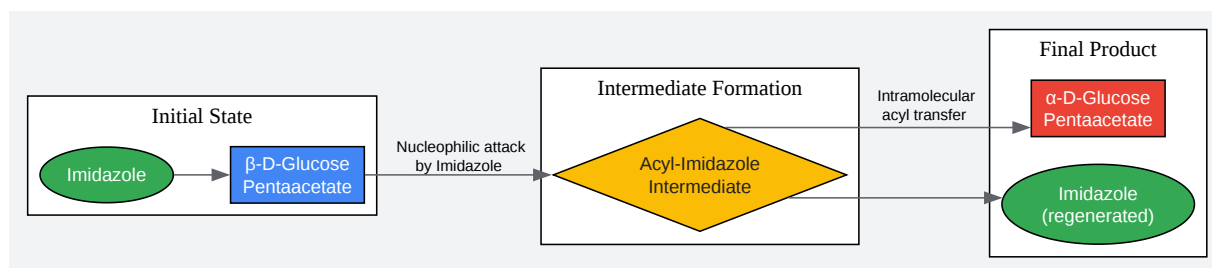 Initial State
Imidazole
β-D-Glucose
Pentaacetate
Nucleophilic attack
by Imidazole
Intermediate Formation
Acyl-Imidazole
Intermediate
Intramolecular
acyl transfer
Final Product
α-D-Glucose
Pentaacetate
Imidazole
(regenerated)